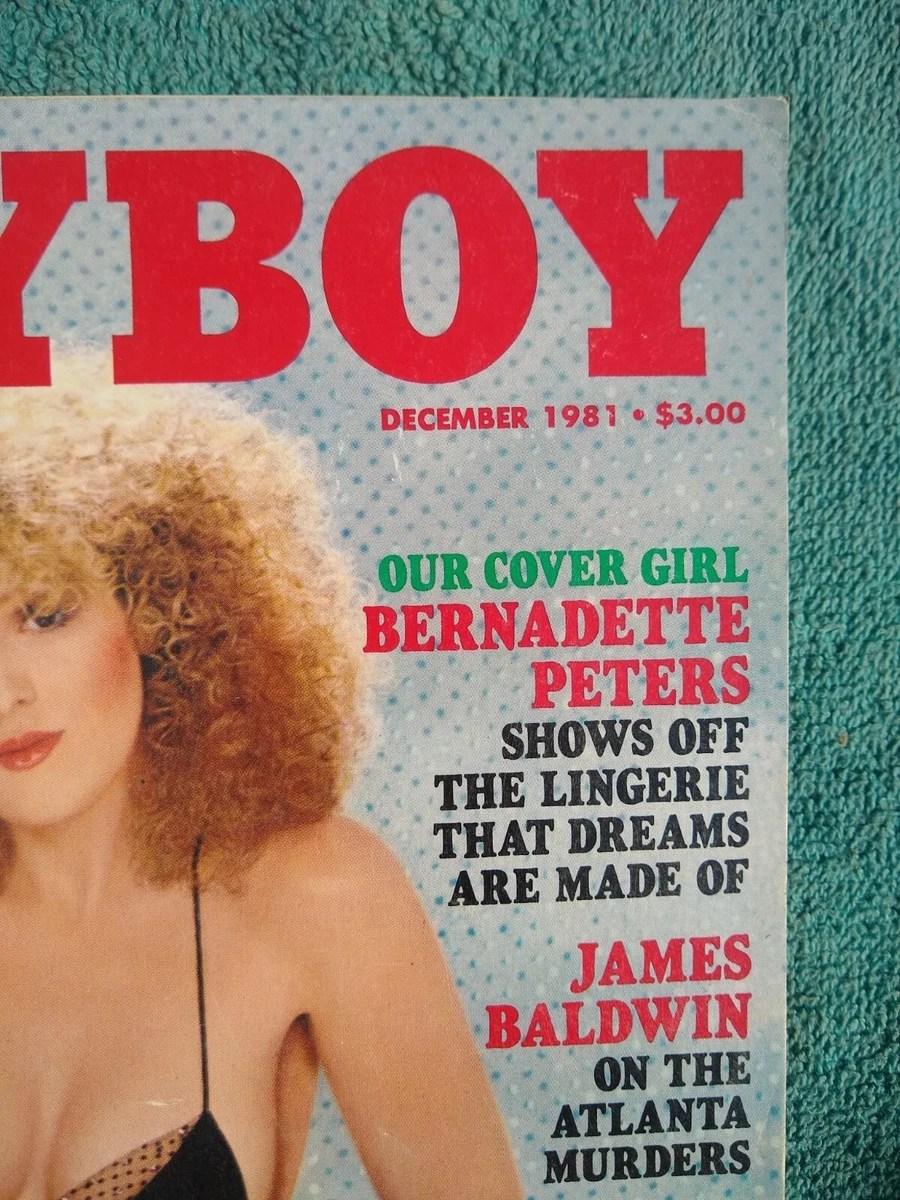 YBOY
DECEMBER 1981 • $3.00
OUR COVER GIRL
BERNADETTE
PETERS
SHOWS OFF
THE LINGERIE
THAT DREAMS
ARE MADE OF
JAMES
BALDWIN
ON THE
ATLANTA
MURDERS